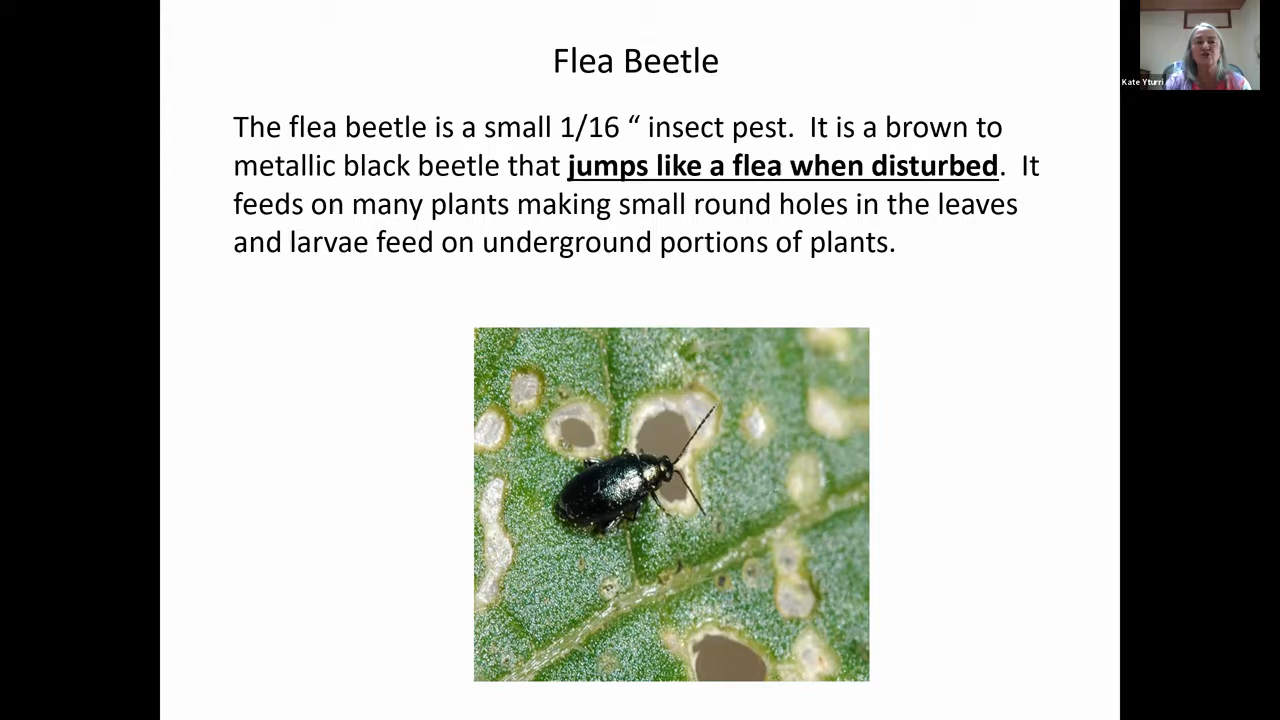 Flea Beetle
The flea beetle is a small 1/16 “ insect pest.  It is a brown to
metallic black beetle that jumps like a flea when disturbed.  It
feeds on many plants making small round holes in the leaves
and larvae feed on underground portions of plants.
Kate Yturri